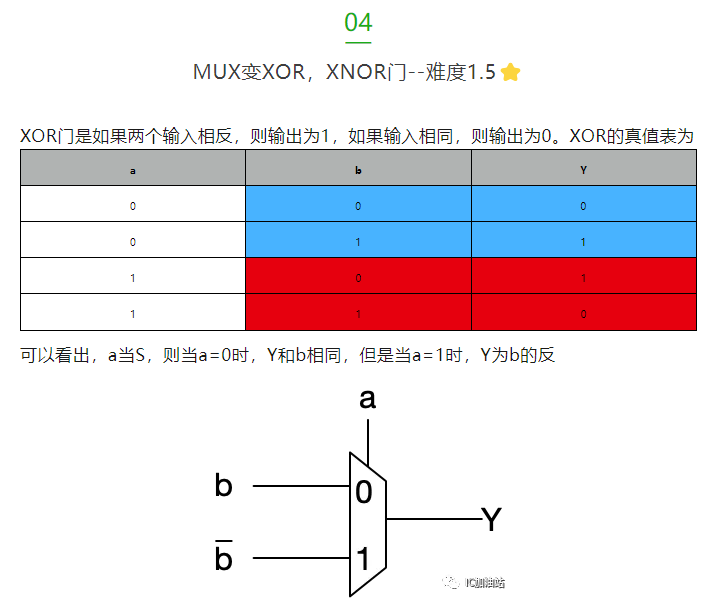 04
MUX变XOR，XNOR门--难度1.5
XOR门是如果两个输入相反，则输出为1，如果输入相同，则输出为0。XOR的真值表为
a b Y
0 0 0
0 1 1
1 0 1
1 1 0
可以看出，a当S，则当a=0时，Y和b相同，但是当a=1时，Y为b的反
a
b 0
Y
b̅ 1
IC加油站